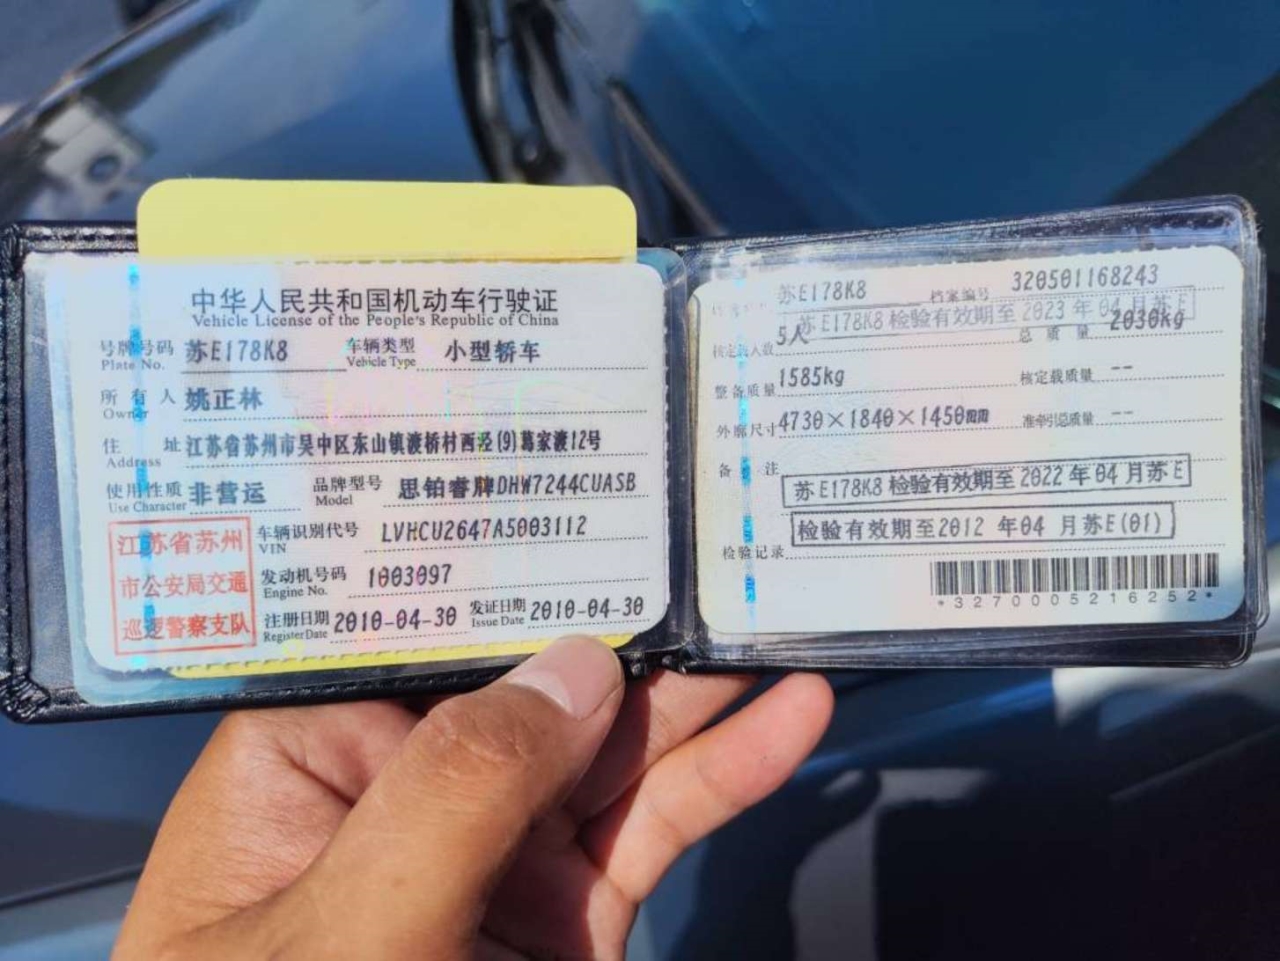 中华人民共和国机动车行驶证
Vehicle License of the People's Republic of China
号牌号码 苏E178K8 车辆类型 小型轿车
Plate No. Vehicle Type
所有人 姚正林
Owner
住址 江苏省苏州市吴中区东山镇渡桥村西泾(9)葛家渡12号
Address
使用性质 非营运 品牌型号 思铂睿牌DHW7244CUASB
Use Character Model
江苏省苏州
市公安局交通
巡逻警察支队
车辆识别代号 LVHCU2647A5003112
VIN
发动机号码 1003097
Engine No.
注册日期 2010-04-30 发证日期 2010-04-30
Register Date Issue Date
苏E178K8 档案编号 320501168243
苏E178K8 检验有效期至 2023 年 04 月苏E
核定载人数 5人 总质量 2030kg
整备质量 1585kg 核定载质量 --
外廓尺寸 4730×1840×1450 准牵引总质量 --
备注
苏E178K8 检验有效期至 2022 年 04 月苏E
检验有效期至2012 年04 月苏E(01)
检验记录
*3270005216252*